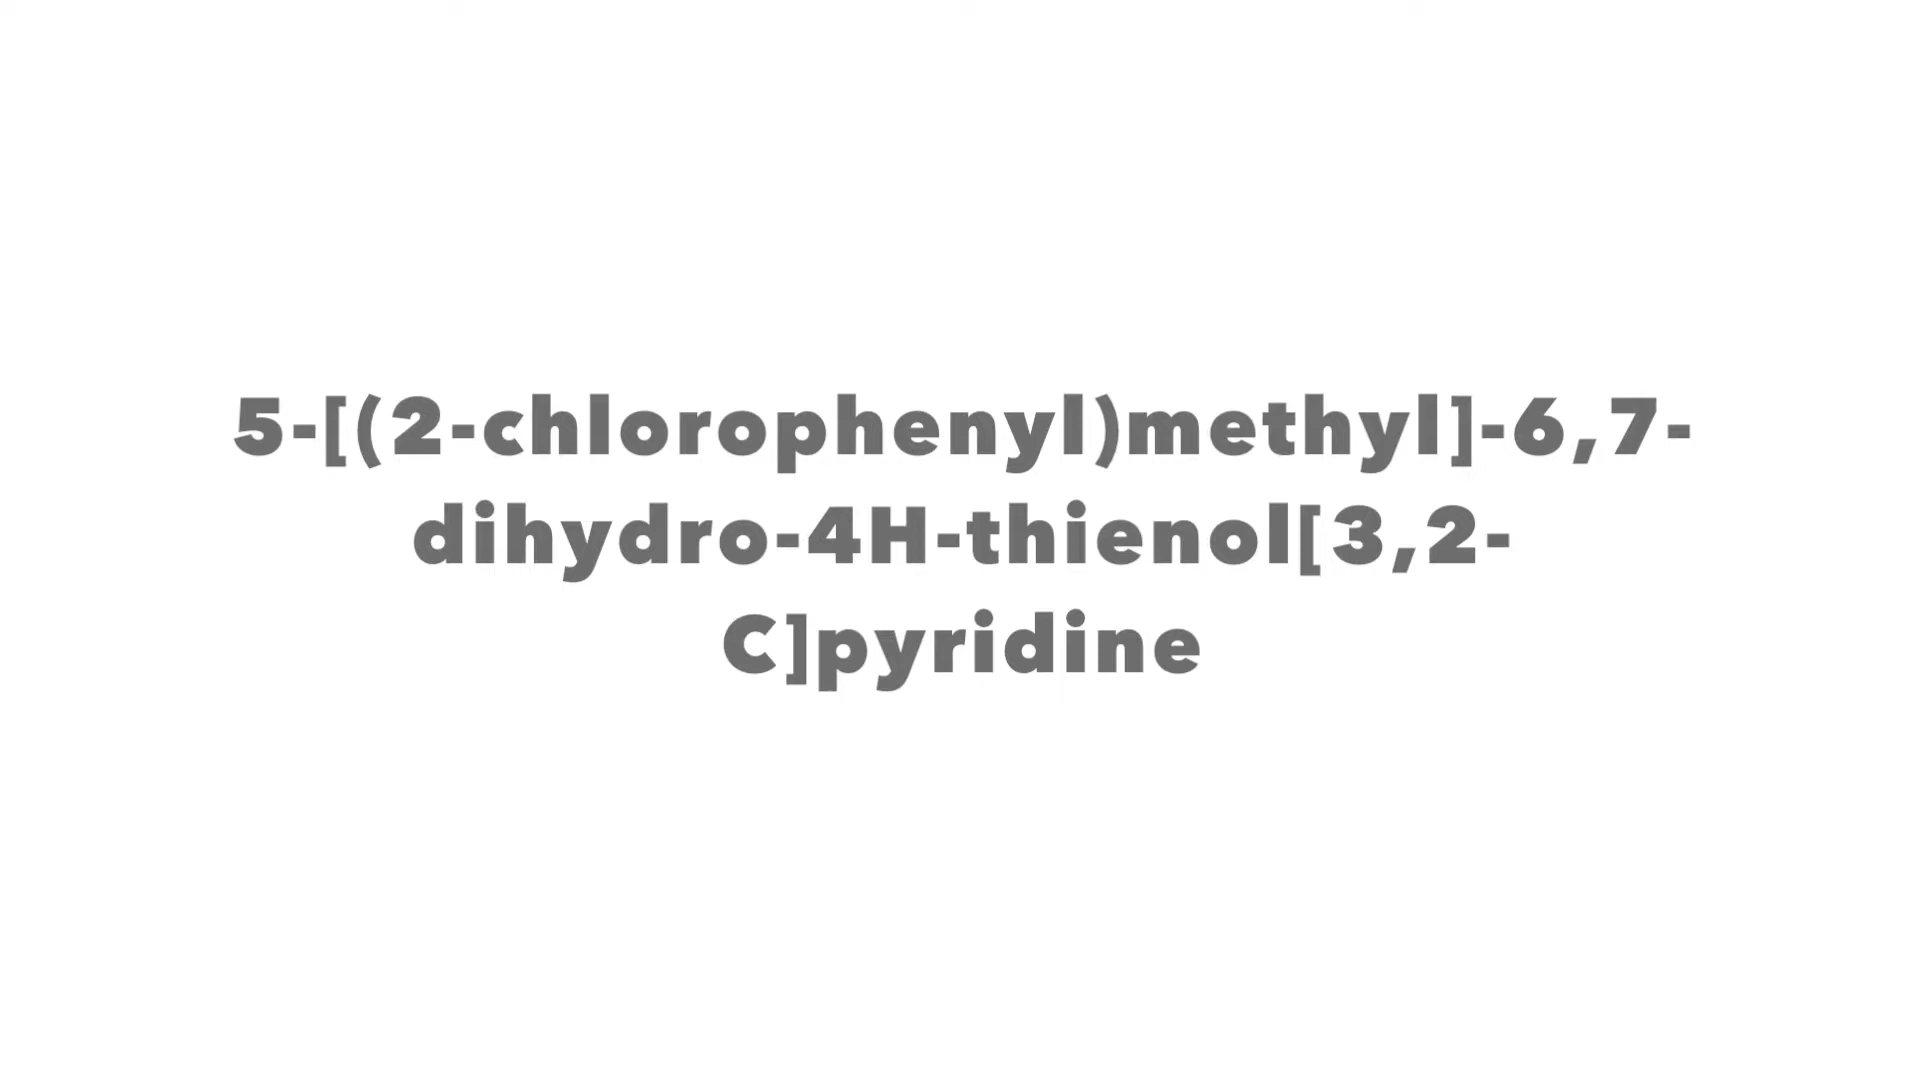 5-[(2-chlorophenyl)methyl]-6,7-
dihydro-4H-thienol[3,2-
C]pyridine